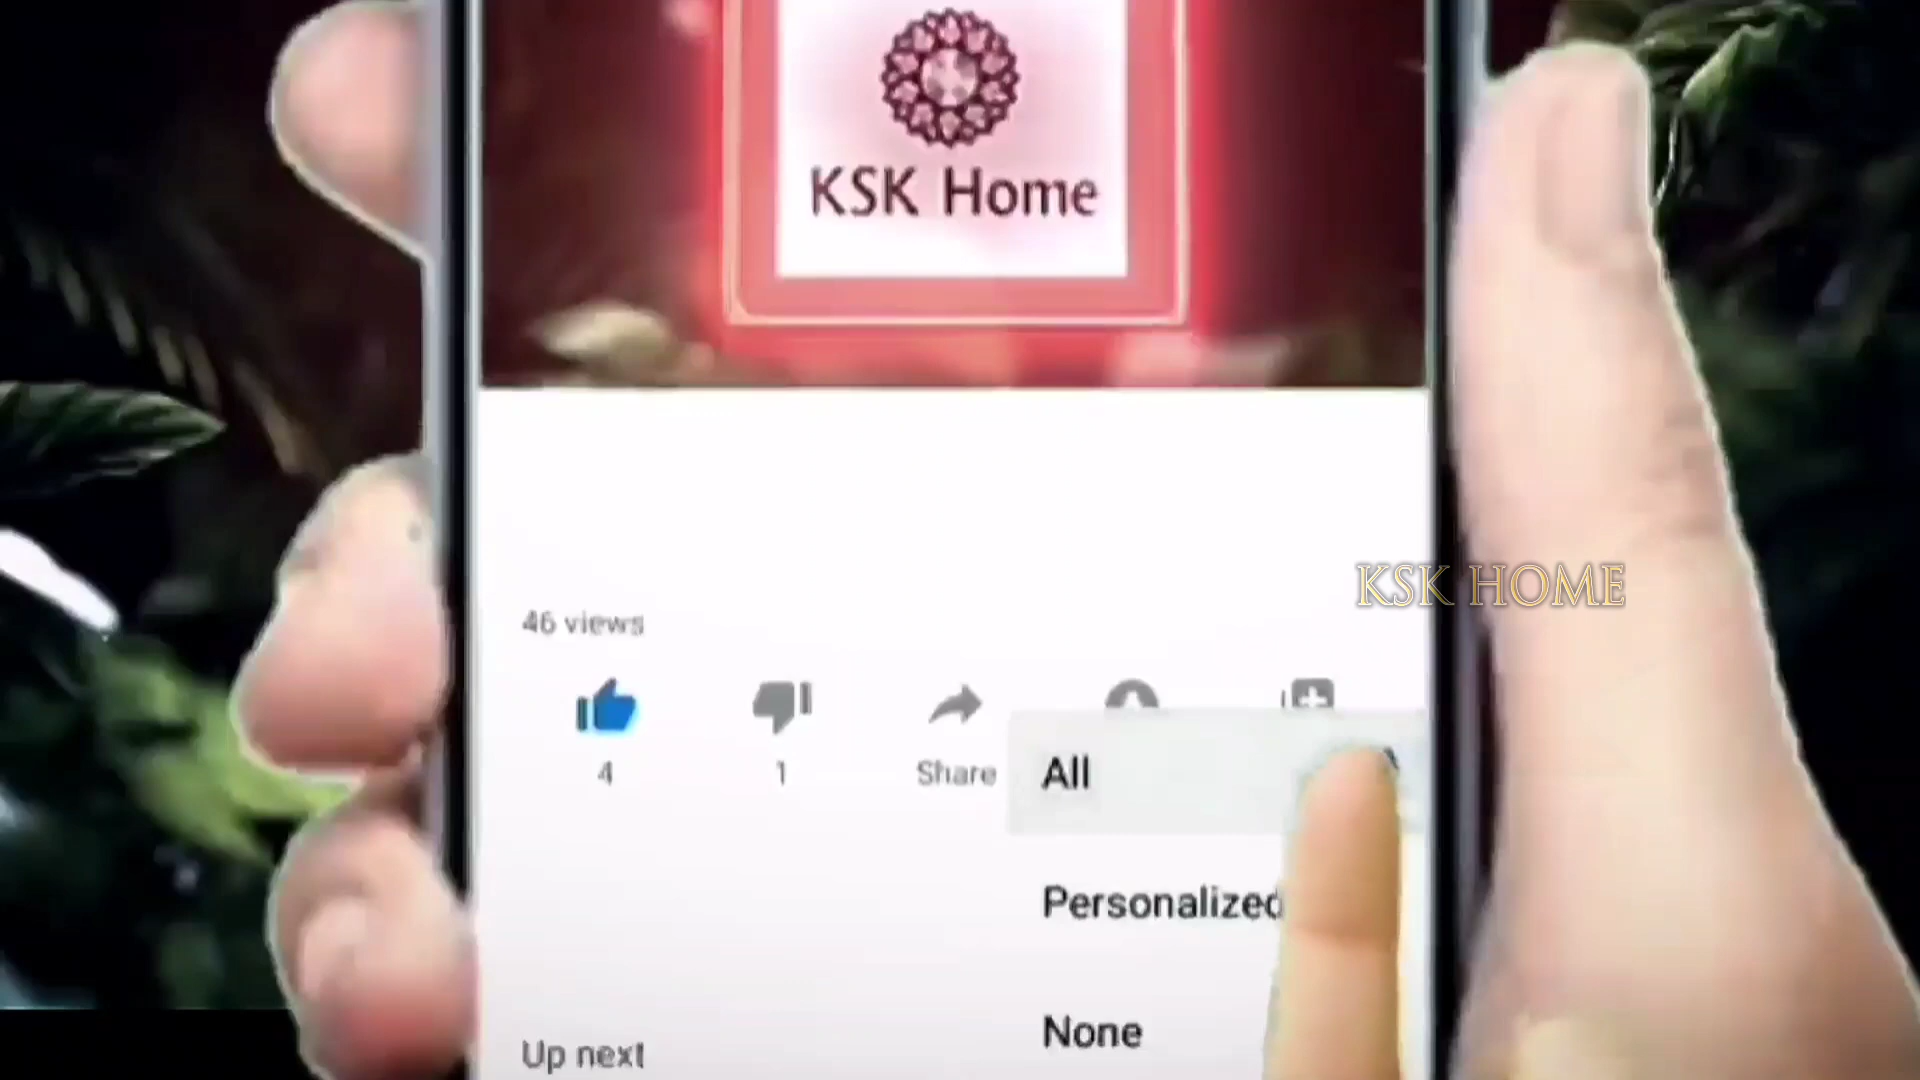 KSK Home
KSK HOME
46 views
4
1
Share
All
Personalized
None
Up next